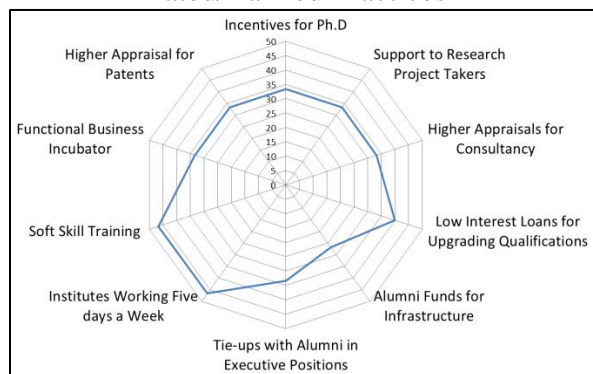 Incentives for Ph.D
50
45
40
35
30
25
20
15
10
5
0
Support to Research
Project Takers
Higher Appraisals for
Consultancy
Low Interest Loans for
Upgrading Qualifications
Alumni Funds for
Infrastructure
Tie-ups with Alumni in
Executive Positions
Institutes Working Five
days a Week
Soft Skill Training
Functional Business
Incubator
Higher Appraisal for
Patents